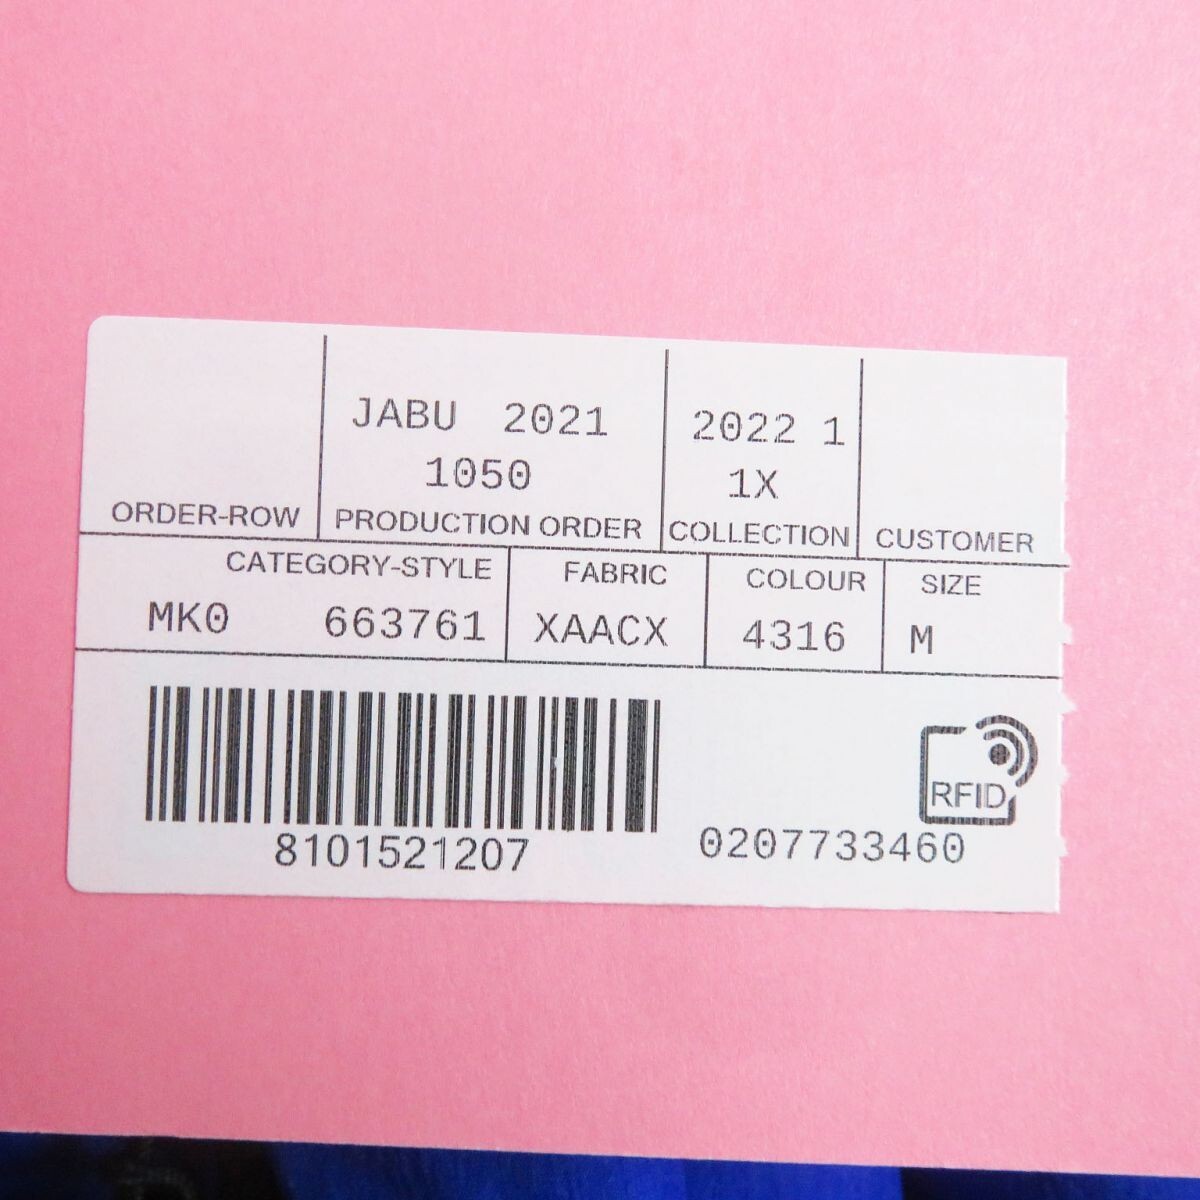 JABU 2021
1050
2022 1
1X
ORDER-ROW PRODUCTION ORDER COLLECTION CUSTOMER
CATEGORY-STYLE FABRIC COLOUR SIZE
MK0 663761 XAACX 4316 M
RFID
8101521207
0207733460